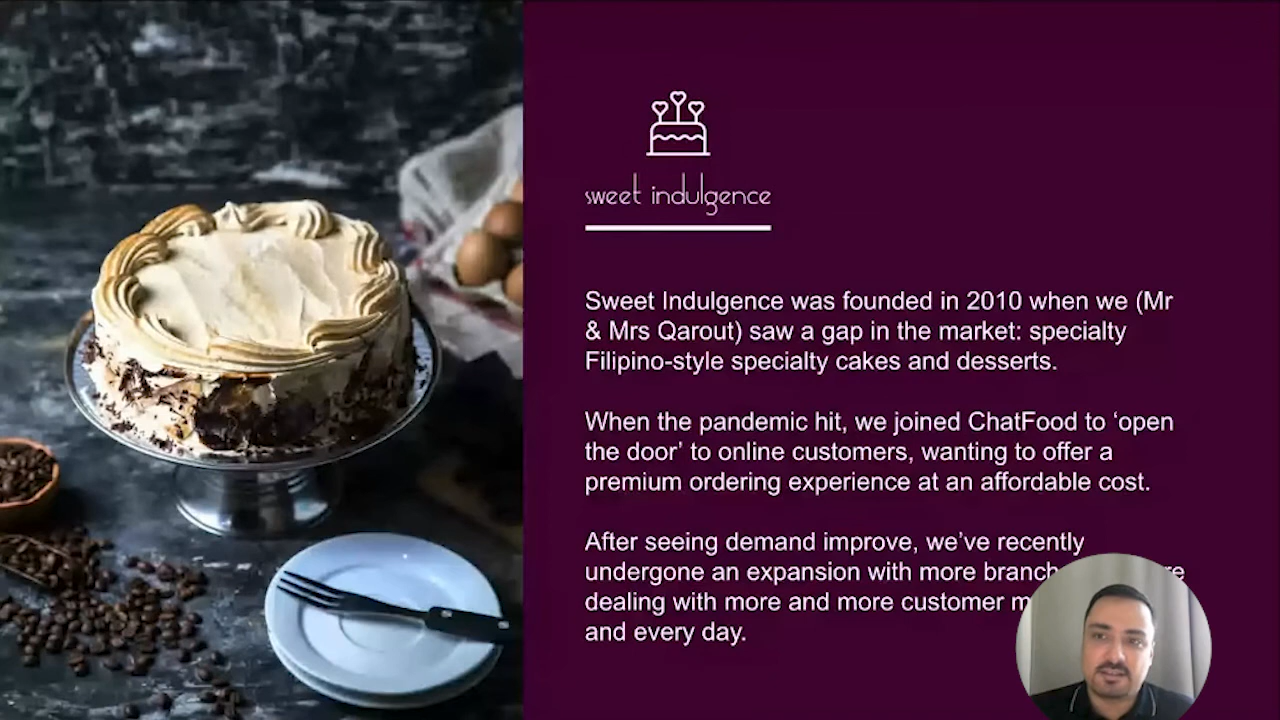 sweet indulgence
Sweet Indulgence was founded in 2010 when we (Mr
& Mrs Qarout) saw a gap in the market: specialty
Filipino-style specialty cakes and desserts.
When the pandemic hit, we joined ChatFood to ‘open
the door’ to online customers, wanting to offer a
premium ordering experience at an affordable cost.
After seeing demand improve, we’ve recently
undergone an expansion with more
dealing with more and more customer
and every day.